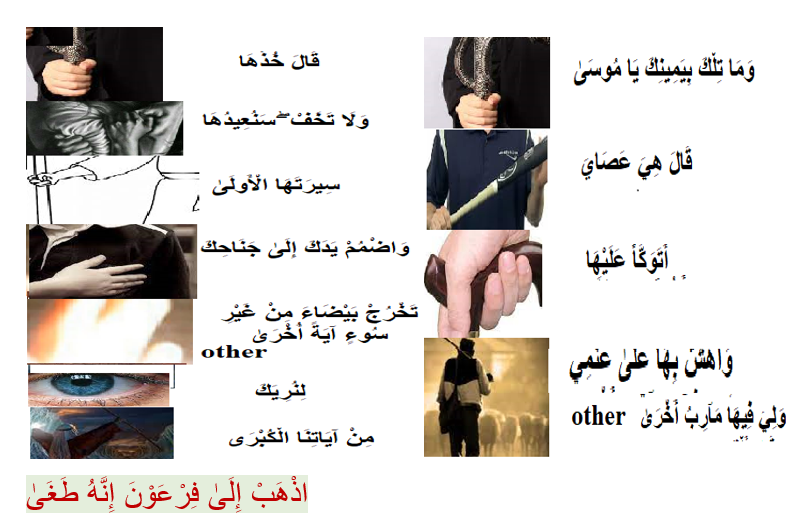 وَمَا تِلْكَ بِيَمِينِكَ يَا مُوسَىٰ
قَالَ هِيَ عَصَايَ
أَتَوَكَّأُ عَلَيْهَا
وَأَهُشُّ بِهَا عَلَىٰ غَنَمِي
وَلِيَ فِيهَا مَآرِبُ أُخْرَىٰ other
قَالَ خُذْهَا
وَلَا تَخَفْ ۖ سَنُعِيدُهَا
سِيرَتَهَا الْأُولَىٰ
وَاضْمُمْ يَدَكَ إِلَىٰ جَنَاحِكَ
تَخْرُجْ بَيْضَاءَ مِنْ غَيْرِ
سُوءٍ آيَةً أُخْرَىٰ
other
لِنُرِيَكَ
مِنْ آيَاتِنَا الْكُبْرَى
اذْهَبْ إِلَىٰ فِرْعَوْنَ إِنَّهُ طَغَىٰ